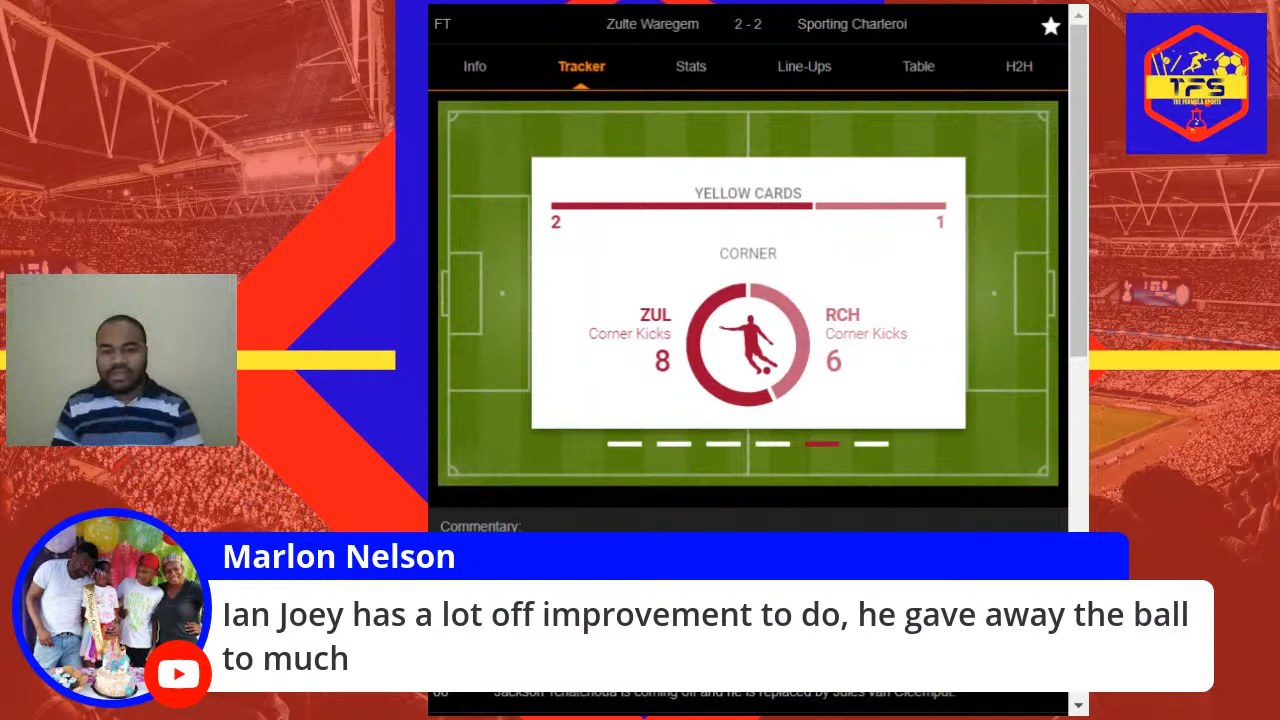 FT Zulte Waregem 2 - 2 Sporting Charleroi
Info Tracker Stats Line-Ups Table H2H
TFS
THE FORMULA SPORTS
YELLOW CARDS
2 1
CORNER
ZUL RCH
Corner Kicks Corner Kicks
8 6
Commentary:
Marlon Nelson
Ian Joey has a lot off improvement to do, he gave away the ball
to much
Jackson Tchatchoua is coming off and he is replaced by Jules Van Cleemput.